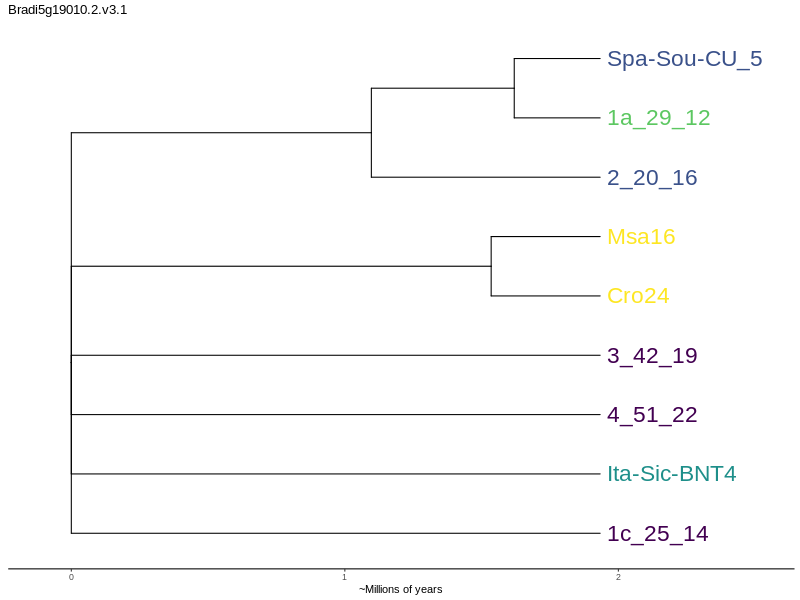 Bradi5g19010.2.v3.1
Spa-Sou-CU_5
1a_29_12
2_20_16
Msa16
Cro24
3_42_19
4_51_22
Ita-Sic-BNT4
1c_25_14
0 1 2
~Millions of years